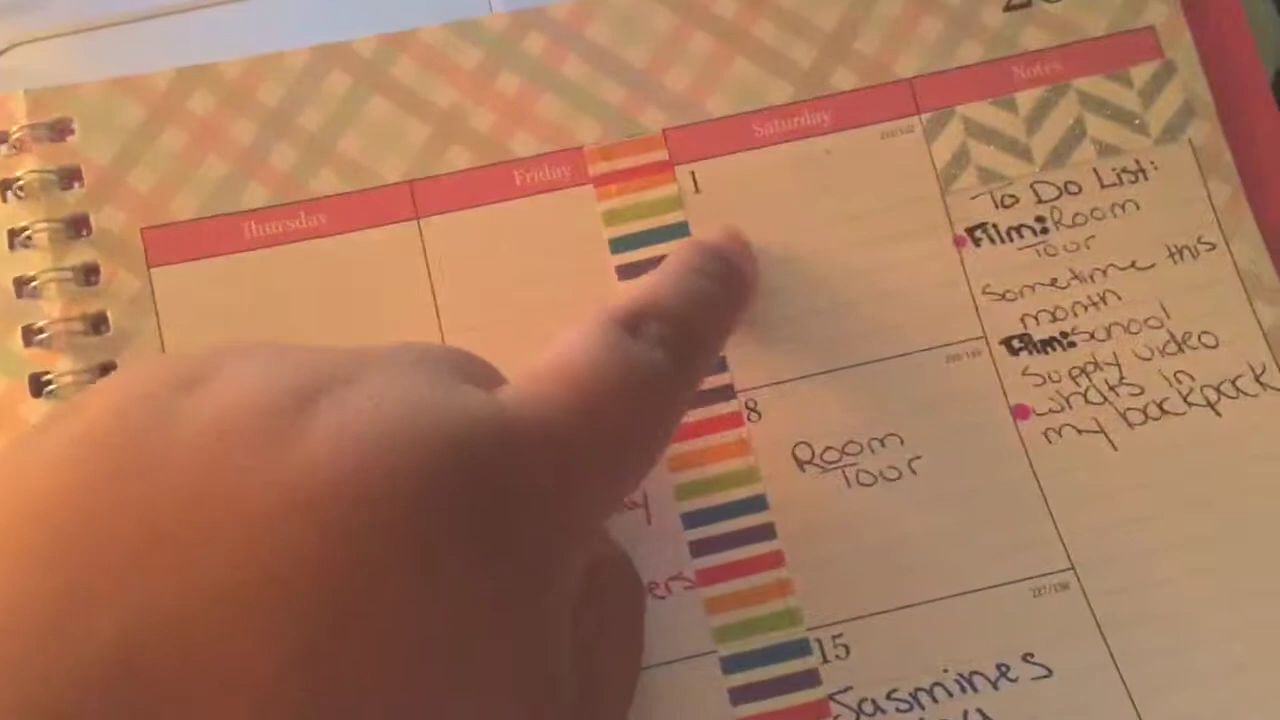 Thursday
Friday
Saturday
Notes
1
To Do List:
Film: Room
Tour
Sometime this
month
Film: School
Supply video
whats in
my backpack
8
Room
Tour
15
Jasmines